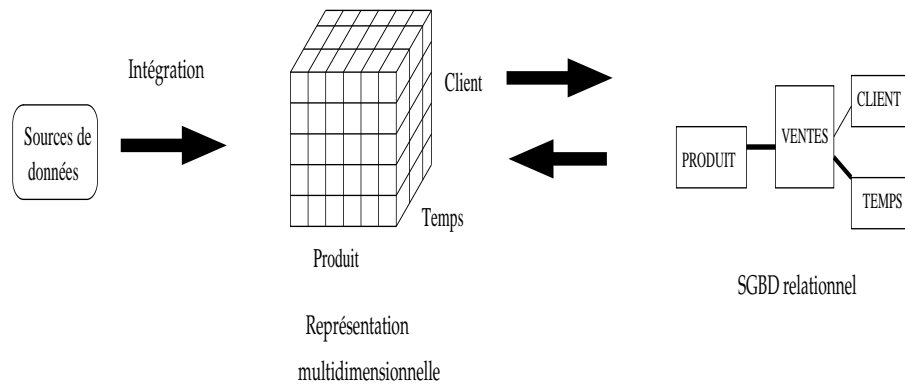 Intégration
Sources de
données
Client
Temps
Produit
Représentation
multidimensionnelle
PRODUIT
VENTES
CLIENT
TEMPS
SGBD relationnel